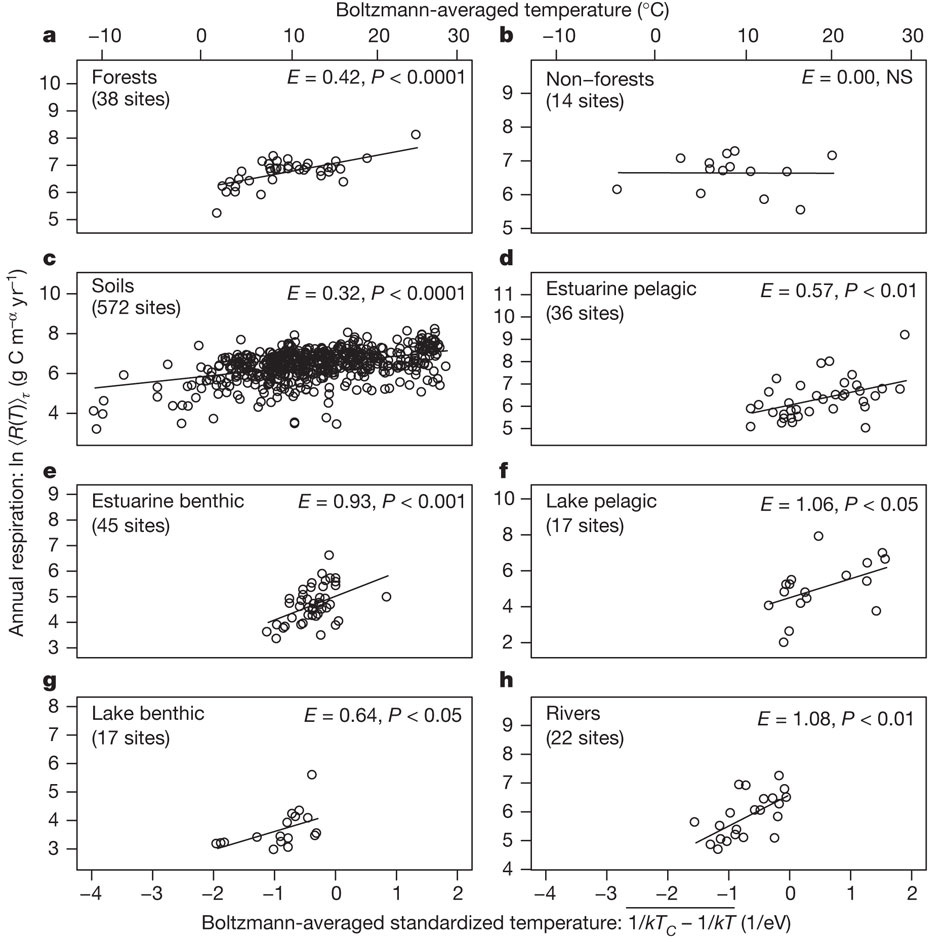 Boltzmann-averaged temperature (°C)
a
−10 0 10 20 30
b
−10 0 10 20 30
Forests
(38 sites)
E = 0.42, P < 0.0001
10
9
8
7
6
5
Non–forests
(14 sites)
E = 0.00, NS
9
8
7
6
5
c
Soils
(572 sites)
E = 0.32, P < 0.0001
10
8
6
4
d
Estuarine pelagic
(36 sites)
E = 0.57, P < 0.01
11
10
9
8
7
6
5
Annual respiration: ln ⟨R(T)⟩τ (g C m−α yr−1)
e
Estuarine benthic
(45 sites)
E = 0.93, P < 0.001
9
8
7
6
5
4
3
f
Lake pelagic
(17 sites)
E = 1.06, P < 0.05
10
8
6
4
2
g
Lake benthic
(17 sites)
E = 0.64, P < 0.05
8
7
6
5
4
3
h
Rivers
(22 sites)
E = 1.08, P < 0.01
9
8
7
6
5
4
−4 −3 −2 −1 0 1 2
−4 −3 −2 −1 0 1 2
Boltzmann-averaged standardized temperature: 1/kTC − 1/kT (1/eV)